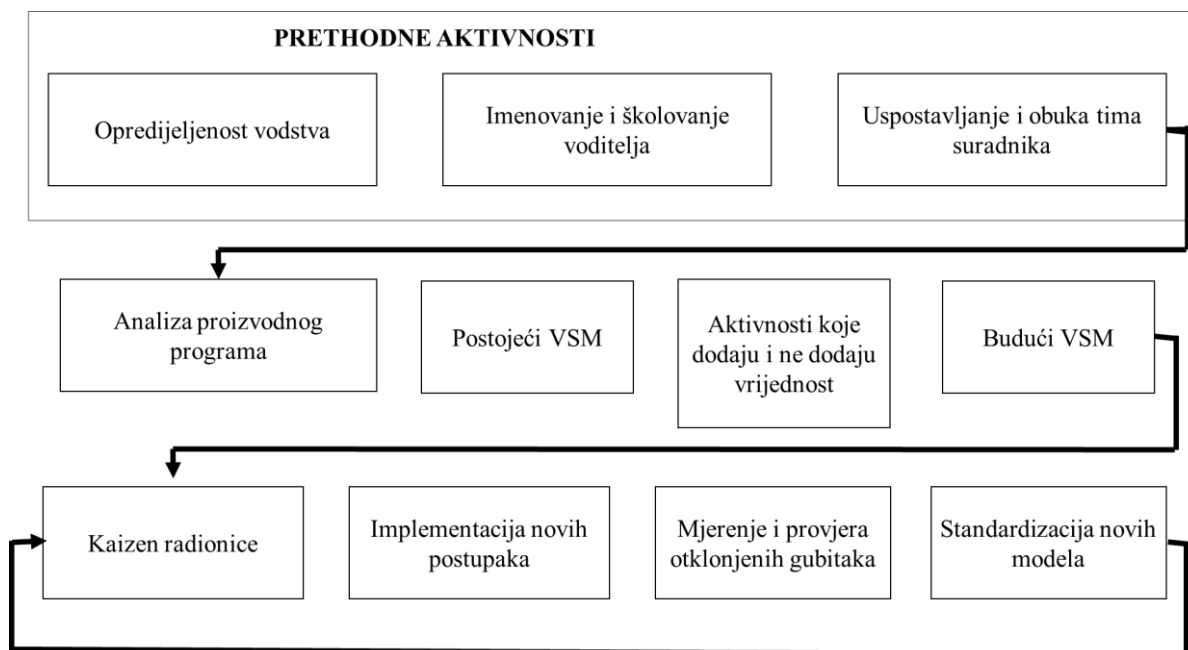 PRETHODNE AKTIVNOSTI
Opredijeljenost vodstva
Imenovanje i školovanje
voditelja
Uspostavljanje i obuka tima
suradnika
Analiza proizvodnog
programa
Postojeći VSM
Aktivnosti koje
dodaju i ne dodaju
vrijednost
Budući VSM
Kaizen radionice
Implementacija novih
postupaka
Mjerenje i provjera
otklonjenih gubitaka
Standardizacija novih
modela